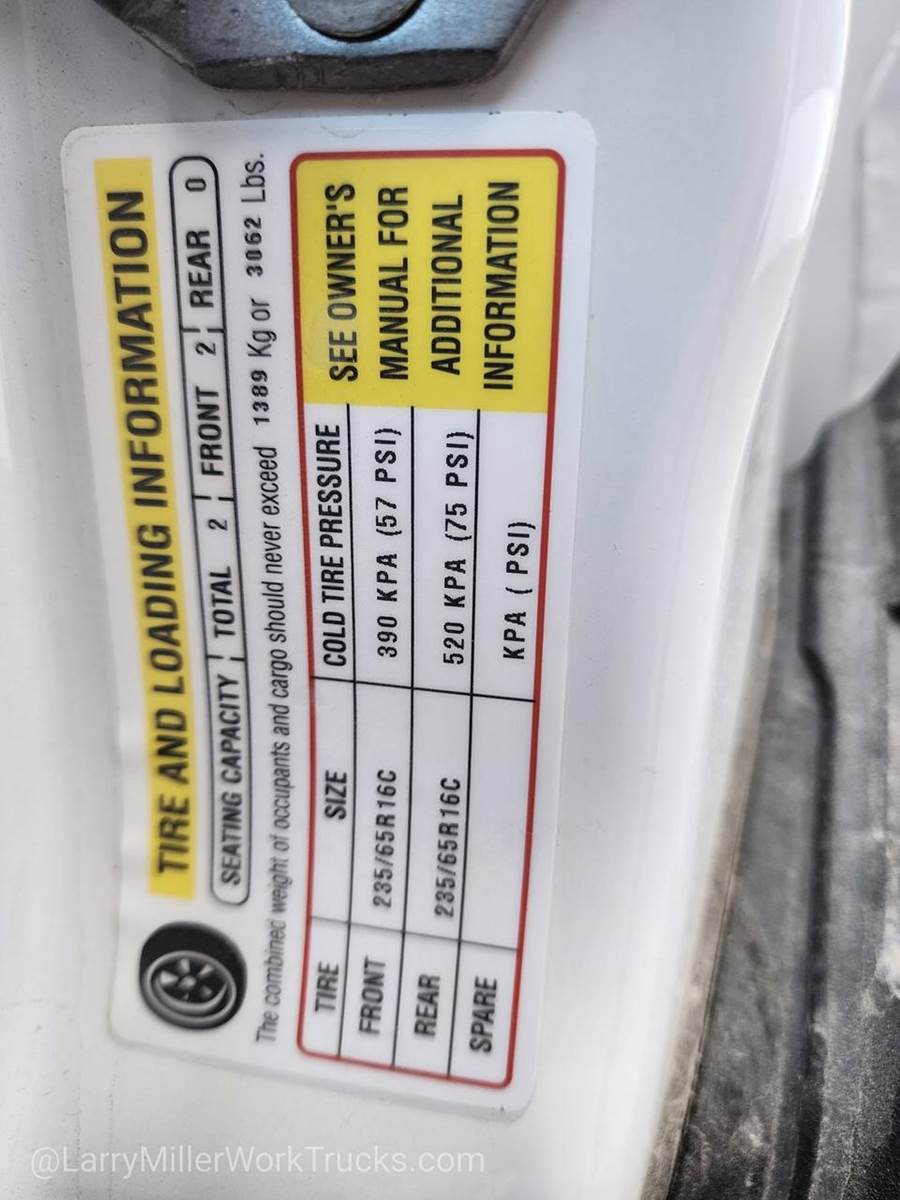 TIRE AND LOADING INFORMATION
SEATING CAPACITY TOTAL 2 FRONT 2 REAR 0
The combined weight of occupants and cargo should never exceed 1389 Kg or 3062 Lbs.
TIRE SIZE COLD TIRE PRESSURE
FRONT 235/65R16C 390 KPA (57 PSI)
REAR 235/65R16C 520 KPA (75 PSI)
SPARE KPA ( PSI)
SEE OWNER'S
MANUAL FOR
ADDITIONAL
INFORMATION
@LarryMillerWorkTrucks.com